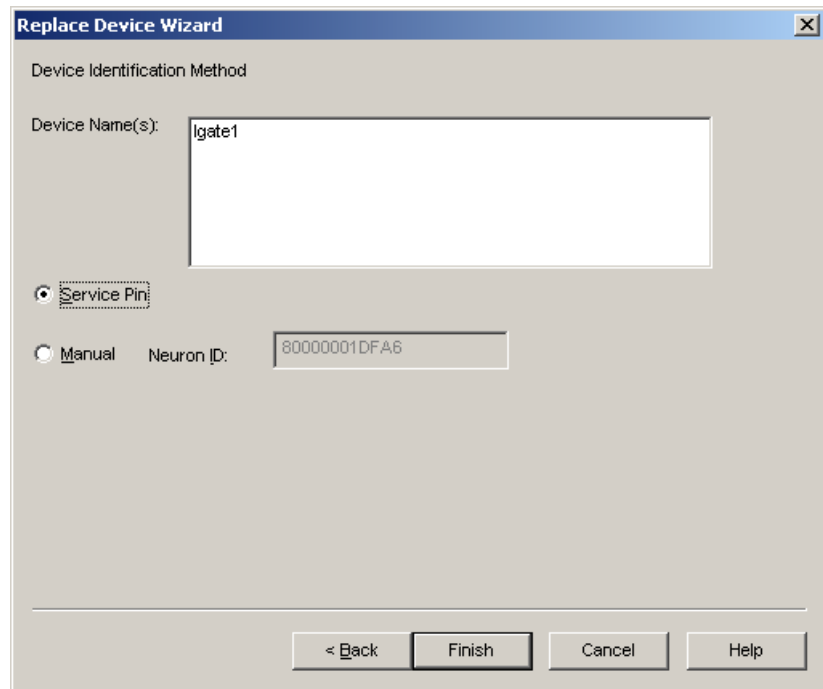 Replace Device Wizard
Device Identification Method
Device Name(s):
lgate1
Service Pin
Manual Neuron ID: 80000001DFA6
< Back Finish Cancel Help